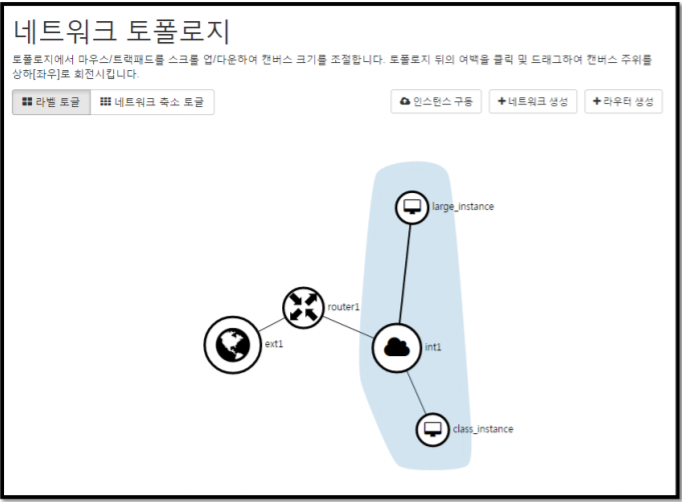 네트워크 토폴로지
토폴로지에서 마우스/트랙패드를 스크롤 업/다운하여 캔버스 크기를 조절합니다. 토폴로지 뒤의 여백을 클릭 및 드래그하여 캔버스 주위를
상하[좌우]로 회전시킵니다.
라벨 토글 네트워크 축소 토글 인스턴스 구동 +네트워크 생성 +라우터 생성
large_instance
router1
ext1
int1
class_instance